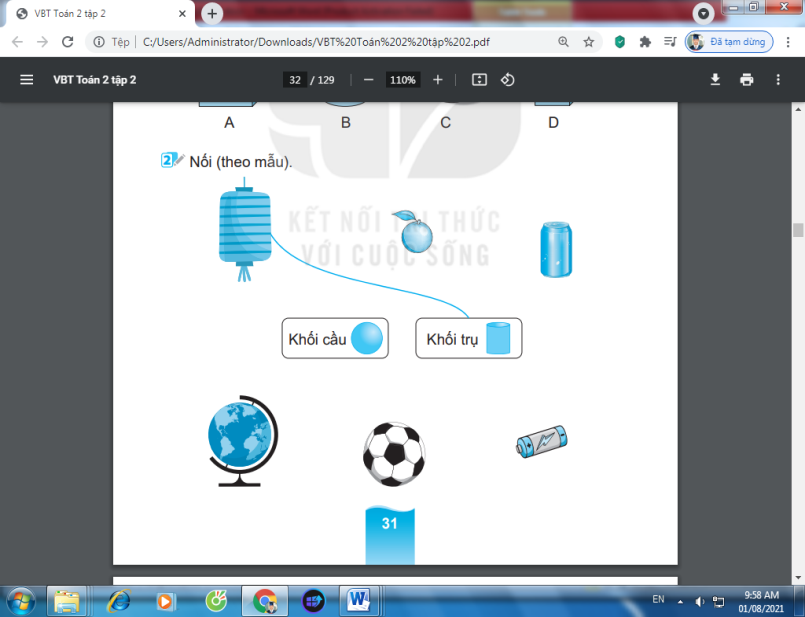 VBT Toán 2 tập 2
Tệp
C:/Users/Administrator/Downloads/VBT%20Toán%202%20tập%202.pdf
Đã tạm dừng
VBT Toán 2 tập 2
32 / 129
110%
A B C D
2 Nối (theo mẫu).
KẾT NỐI TRI THỨC
VỚI CUỘC SỐNG
Khối cầu
Khối trụ
31
EN
9:58 AM
01/08/2021